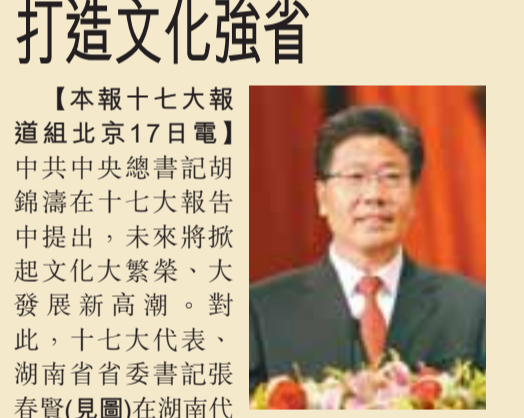 打造文化強省
【本報十七大報
道組北京17日電】
中共中央總書記胡
錦濤在十七大報告
中提出，未來將掀
起文化大繁榮、大
發展新高潮。對
此，十七大代表、
湖南省省委書記張
春賢(見圖)在湖南代